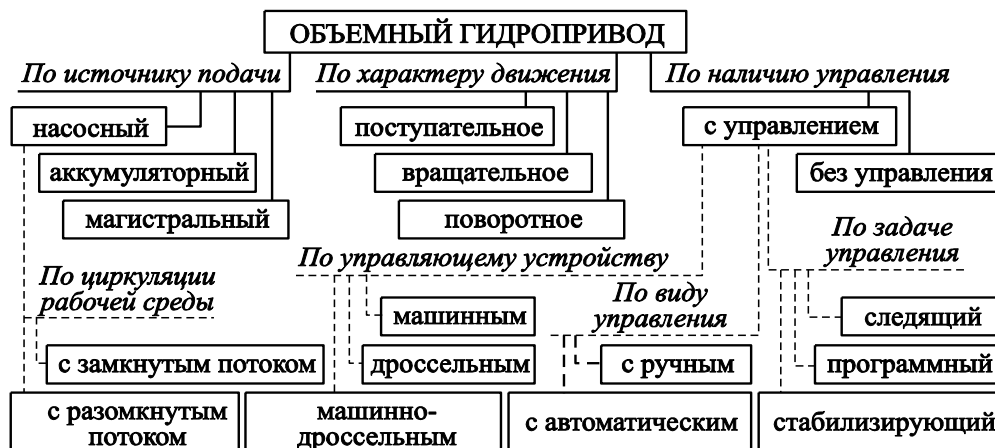 ОБЪЕМНЫЙ ГИДРОПРИВОД
По источнику подачи
По характеру движения
По наличию управления
насосный
поступательное
с управлением
аккумуляторный
вращательное
без управления
магистральный
поворотное
По задаче
управления
По управляющему устройству
По циркуляции
рабочей среды
По виду
управления
машинным
следящий
с замкнутым потоком
дроссельным
с ручным
программный
с разомкнутым
потоком
машинно-
дроссельным
с автоматическим
стабилизирующий